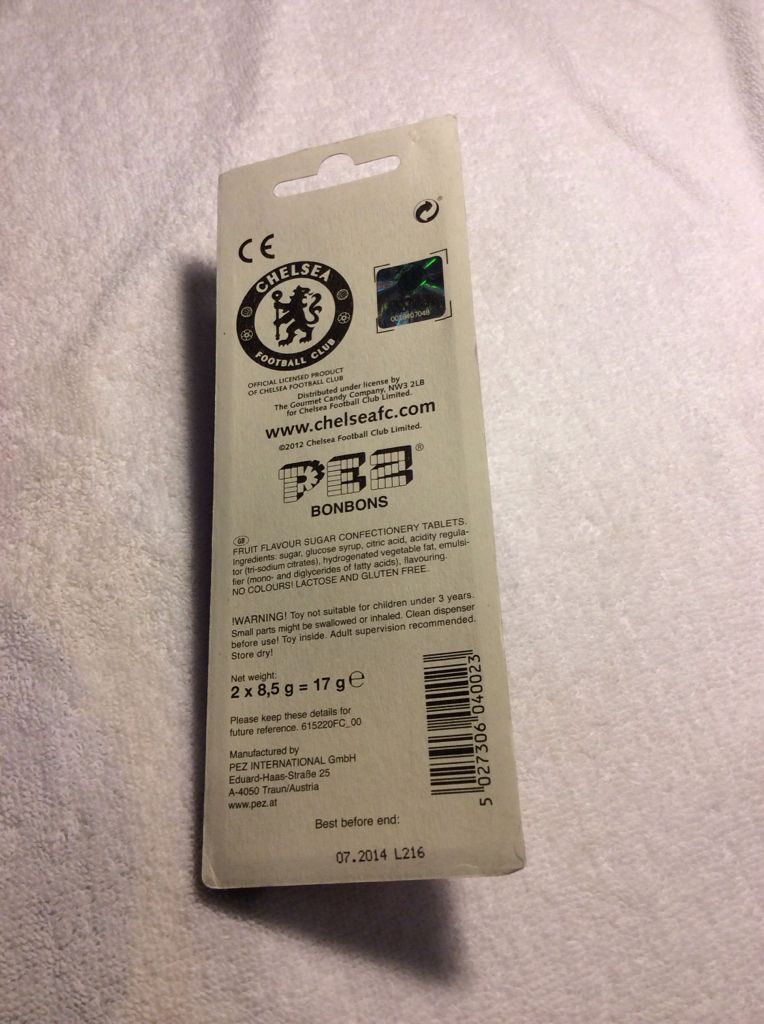 CE
CHELSEA
FOOTBALL CLUB
0019407048
OFFICIAL LICENSED PRODUCT
OF CHELSEA FOOTBALL CLUB
Distributed under license by
The Gourmet Candy Company, NW3 2LB
for Chelsea Football Club Limited.
www.chelseafc.com
©2012 Chelsea Football Club Limited.
PEZ®
BONBONS
GB
FRUIT FLAVOUR SUGAR CONFECTIONERY TABLETS.
Ingredients: sugar, glucose syrup, citric acid, acidity regula-
tor (tri-sodium citrates), hydrogenated vegetable fat, emulsi-
fier (mono- and diglycerides of fatty acids), flavouring.
NO COLOURS! LACTOSE AND GLUTEN FREE.
!WARNING! Toy not suitable for children under 3 years.
Small parts might be swallowed or inhaled. Clean dispenser
before use! Toy inside. Adult supervision recommended.
Store dry!
Net weight:
2 x 8,5 g = 17 g ℮
Please keep these details for
future reference. 615220FC_00
Manufactured by
PEZ INTERNATIONAL GmbH
Eduard-Haas-Straße 25
A-4050 Traun/Austria
www.pez.at
5 027306 040023
Best before end:
07.2014 L216